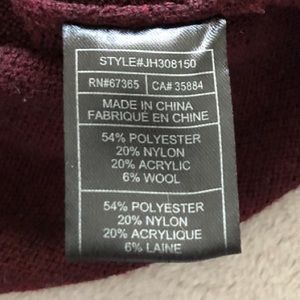 STYLE#JH308150
RN#67365 CA# 35884
MADE IN CHINA
FABRIQUÉ EN CHINE
54% POLYESTER
20% NYLON
20% ACRYLIC
6% WOOL
54% POLYESTER
20% NYLON
20% ACRYLIQUE
6% LAINE